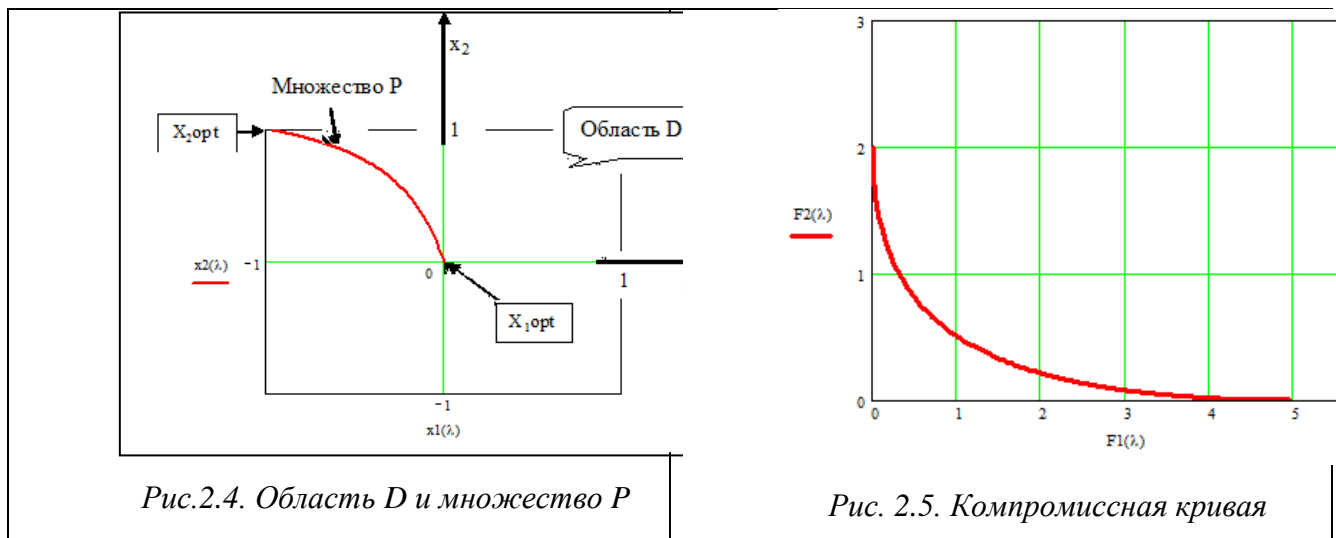 x₂
Множество P
X₂opt
1
Область D
x2(λ)
−1
0
1
X₁opt
−1
x1(λ)
Рис.2.4. Область D и множество P
3
2
F2(λ)
1
0
0 1 2 3 4 5
F1(λ)
Рис. 2.5. Компромиссная кривая